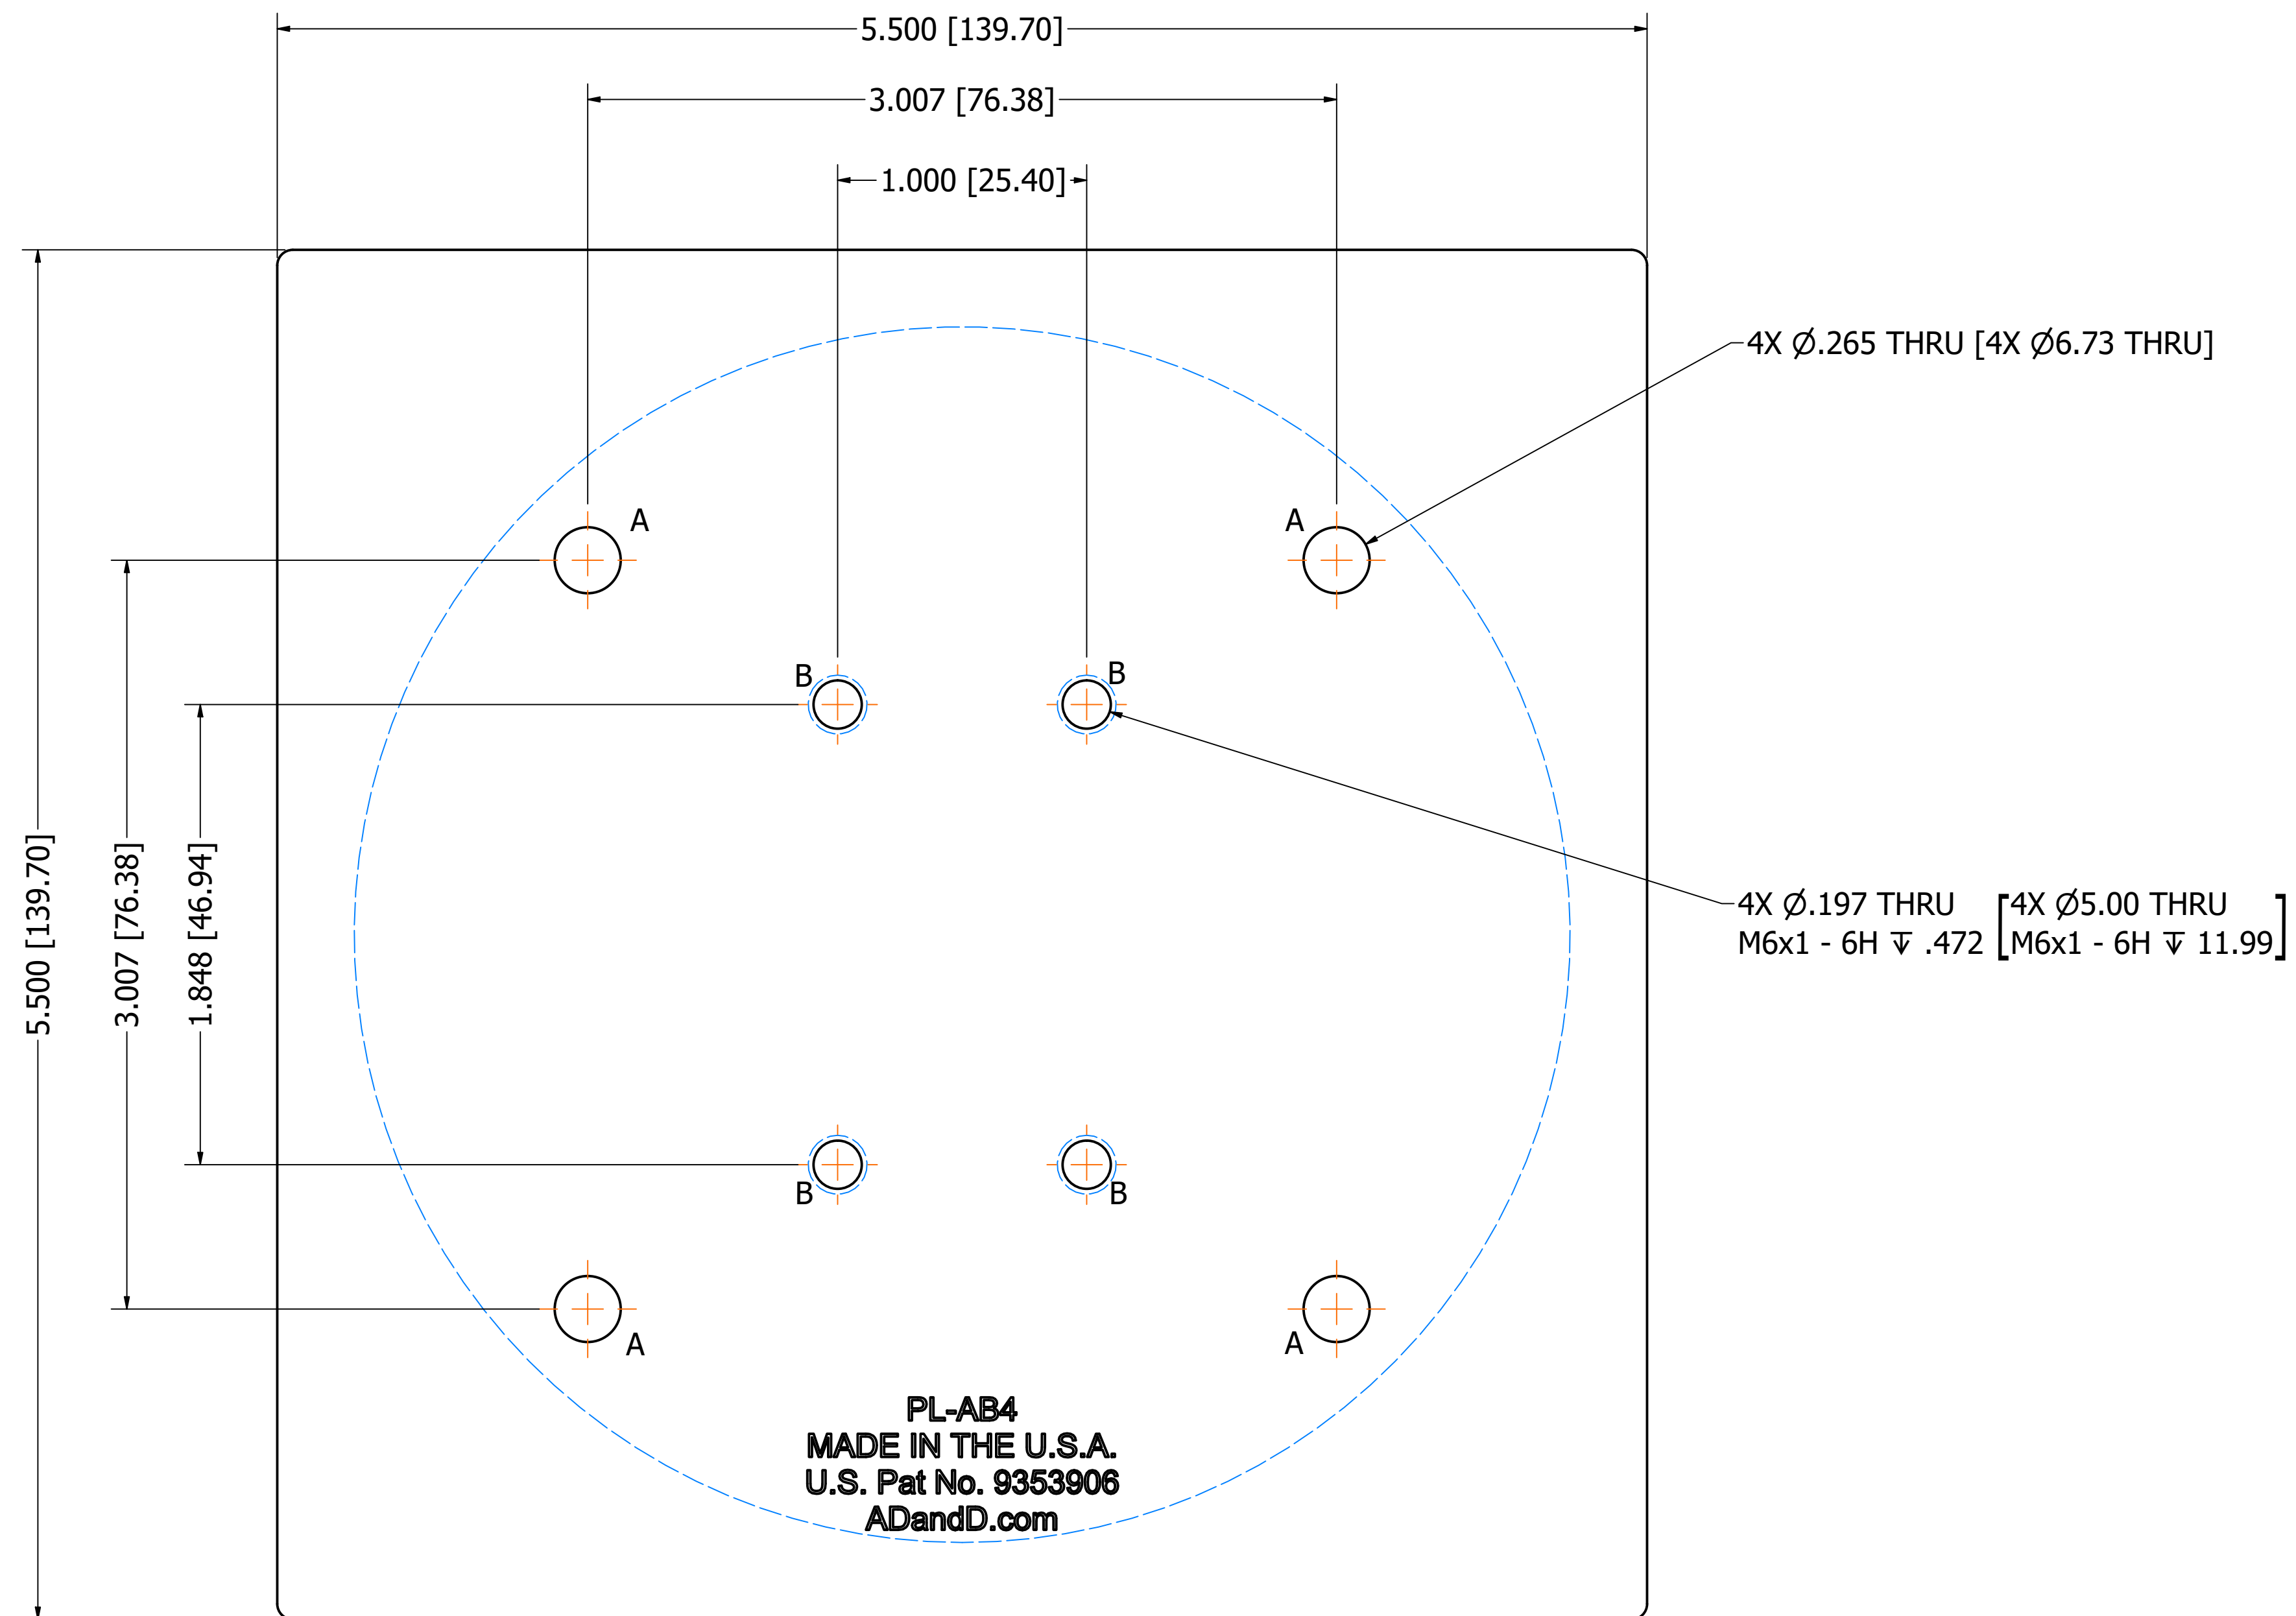 5.500 [139.70]
3.007 [76.38]
1.000 [25.40]
4X Ø.265 THRU [4X Ø6.73 THRU]
A
A
B
B
5.500 [139.70]
3.007 [76.38]
1.848 [46.94]
4X Ø.197 THRU [4X Ø5.00 THRU
M6x1 - 6H ↧ .472 M6x1 - 6H ↧ 11.99]
B
B
A
A
PL-AB4
MADE IN THE U.S.A.
U.S. Pat No. 9353906
ADandD.com